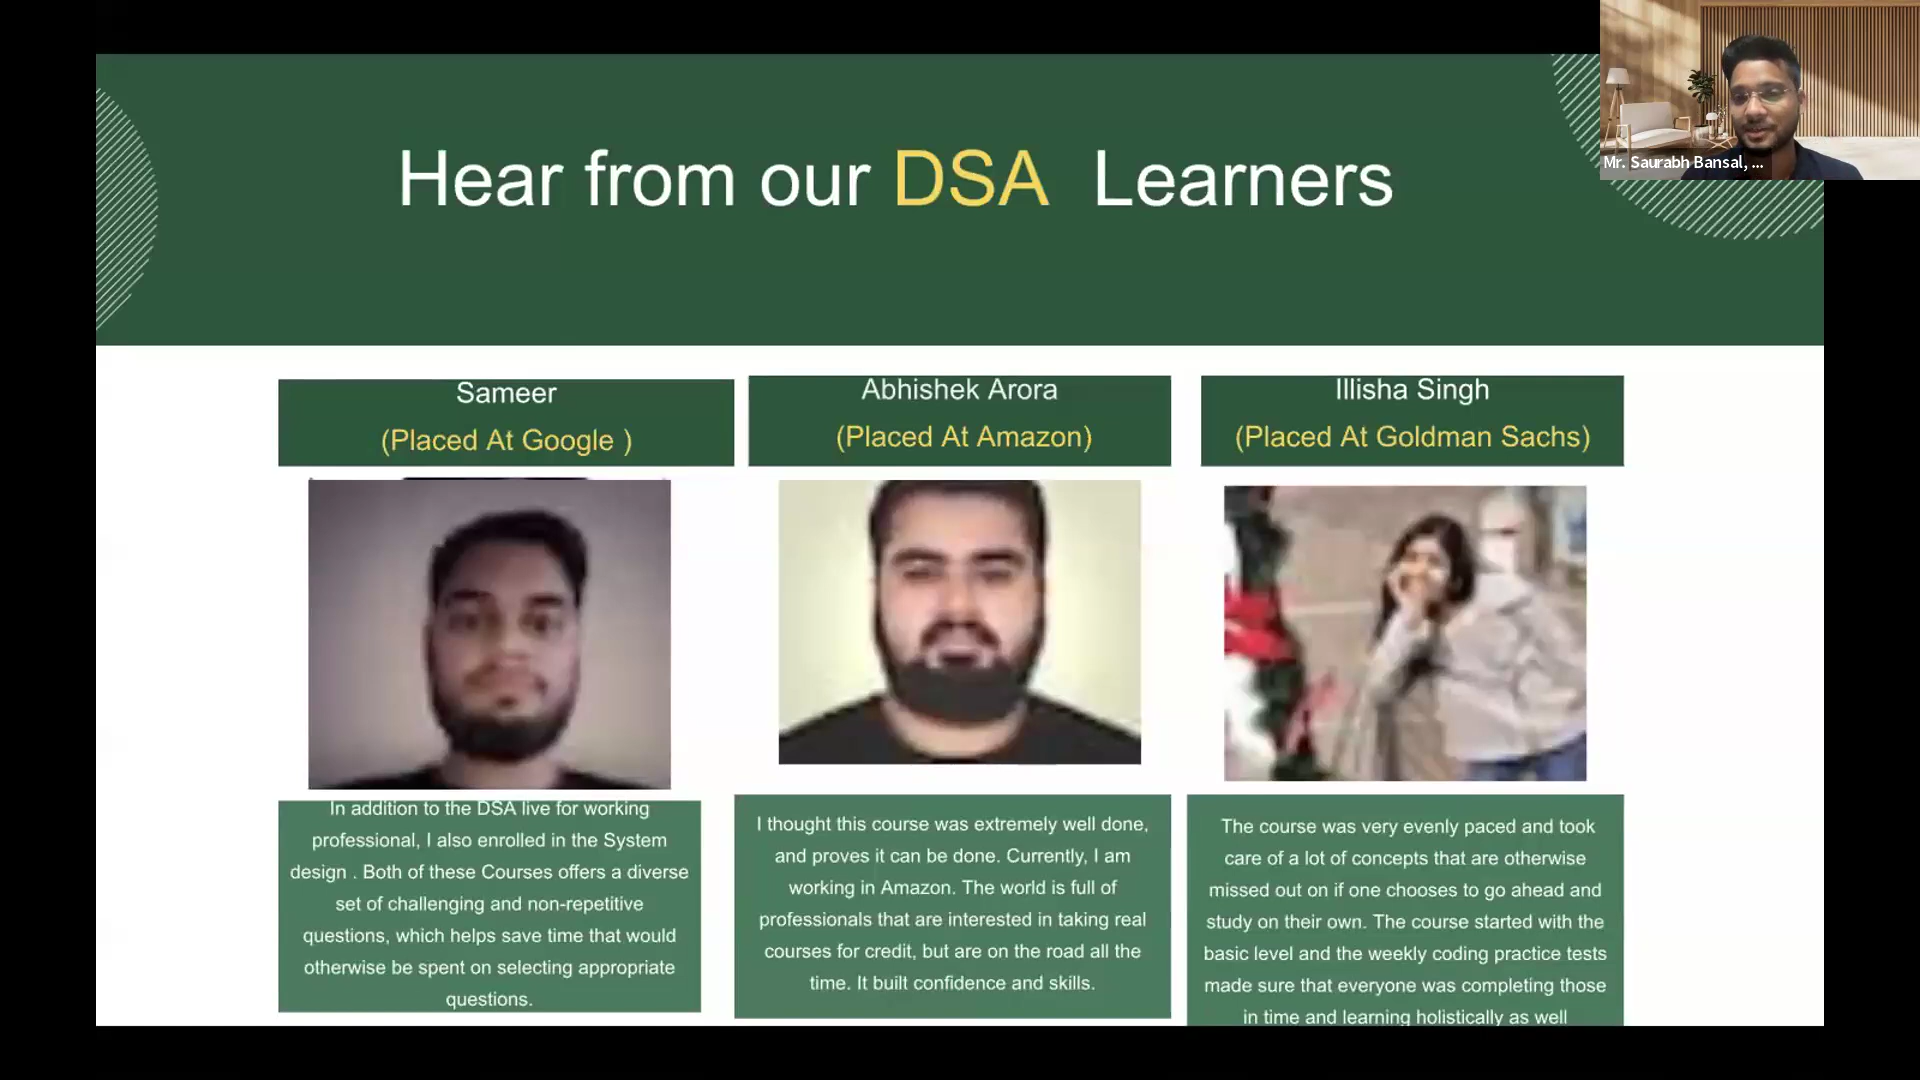 Hear from our DSA Learners
Mr. Saurabh Bansal, ...
Sameer
(Placed At Google )
In addition to the DSA live for working
professional, I also enrolled in the System
design . Both of these Courses offers a diverse
set of challenging and non-repetitive
questions, which helps save time that would
otherwise be spent on selecting appropriate
questions.
Abhishek Arora
(Placed At Amazon)
I thought this course was extremely well done,
and proves it can be done. Currently, I am
working in Amazon. The world is full of
professionals that are interested in taking real
courses for credit, but are on the road all the
time. It built confidence and skills.
Illisha Singh
(Placed At Goldman Sachs)
The course was very evenly paced and took
care of a lot of concepts that are otherwise
missed out on if one chooses to go ahead and
study on their own. The course started with the
basic level and the weekly coding practice tests
made sure that everyone was completing those
in time and learning holistically as well